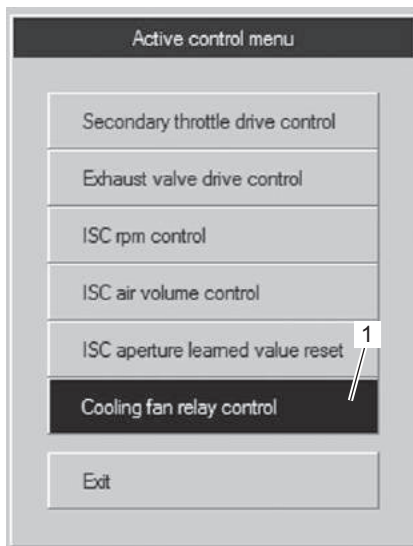 Active control menu
Secondary throttle drive control
Exhaust valve drive control
ISC rpm control
ISC air volume control
ISC aperture learned value reset
1
Cooling fan relay control
Exit